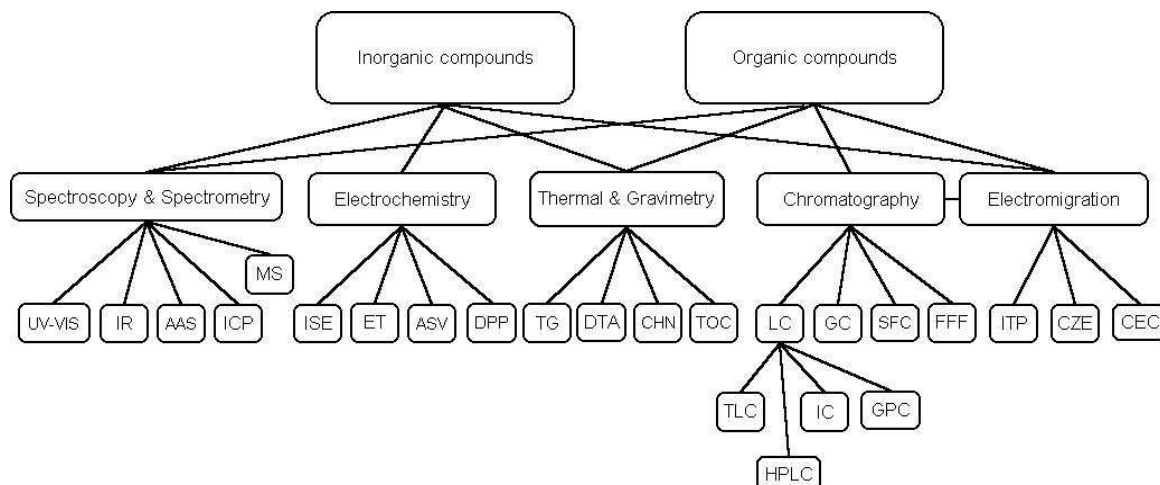 Inorganic compounds
Organic compounds
Spectroscopy & Spectrometry
Electrochemistry
Thermal & Gravimetry
Chromatography
Electromigration
MS
UV-VIS
IR
AAS
ICP
ISE
ET
ASV
DPP
TG
DTA
CHN
TOC
LC
GC
SFC
FFF
ITP
CZE
CEC
TLC
IC
GPC
HPLC